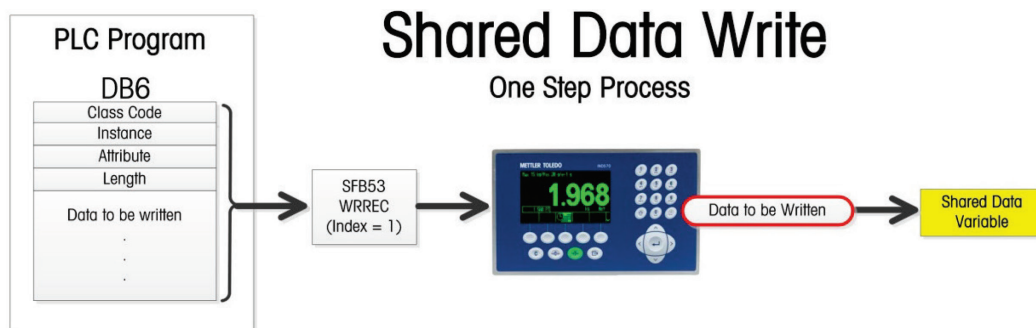 Shared Data Write
One Step Process
PLC Program
DB6
Class Code
Instance
Attribute
Length
Data to be written
.
.
.
SFB53
WRREC
(Index = 1)
METTLER TOLEDO
1.968
Data to be Written
Shared Data
Variable